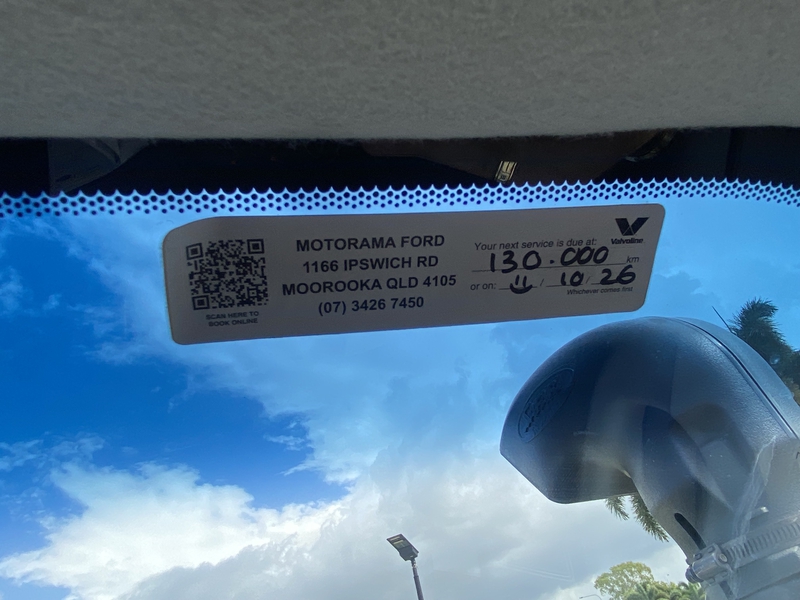 MOTORAMA FORD
1166 IPSWICH RD
MOOROOKA QLD 4105
(07) 3426 7450
SCAN HERE TO
BOOK ONLINE
Your next service is due at:
130.000 km
or on: 11 / 10 / 26
Whichever comes first
Valvoline